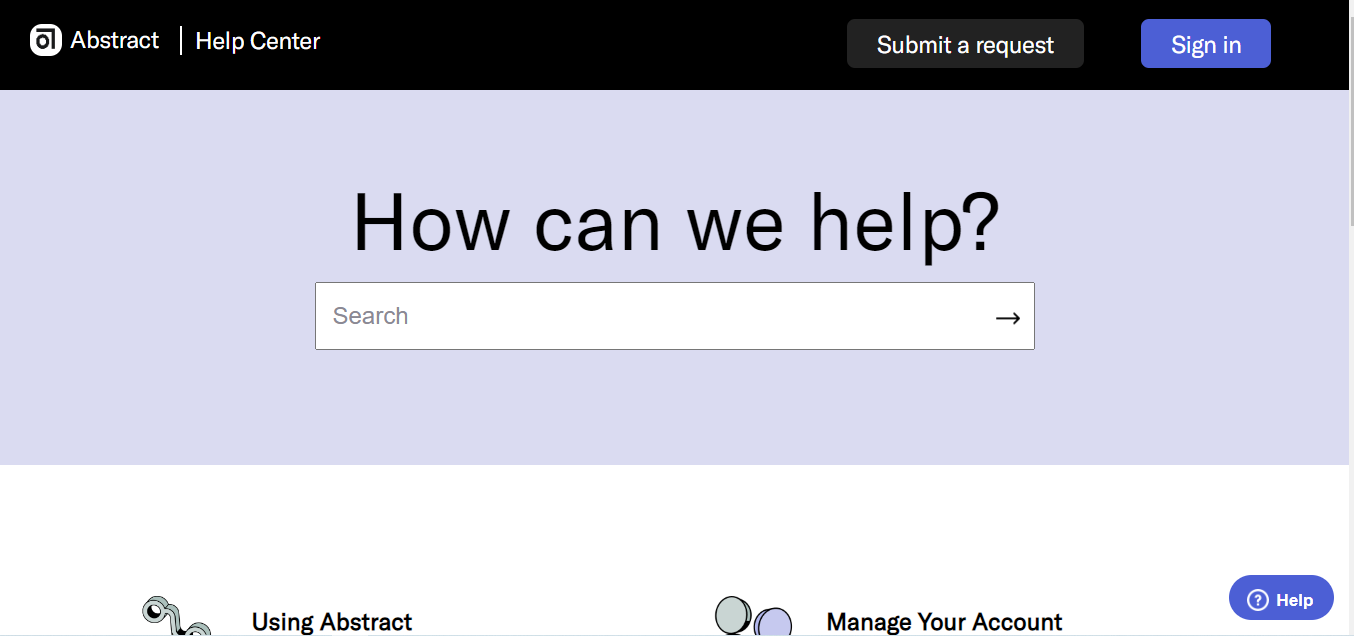 Abstract
Help Center
Submit a request
Sign in
How can we help?
Search
Using Abstract
Manage Your Account
Help